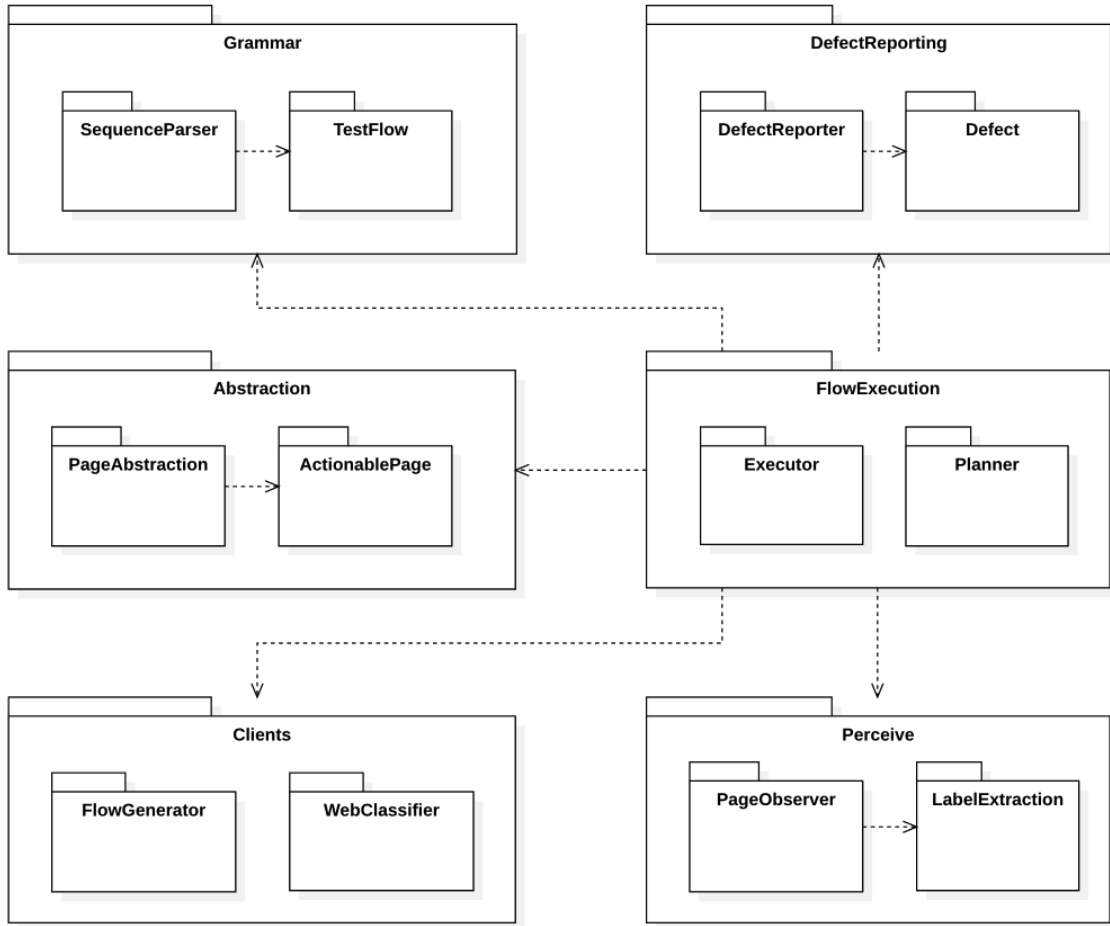 Grammar
SequenceParser
TestFlow
DefectReporting
DefectReporter
Defect
Abstraction
PageAbstraction
ActionablePage
FlowExecution
Executor
Planner
Clients
FlowGenerator
WebClassifier
Perceive
PageObserver
LabelExtraction